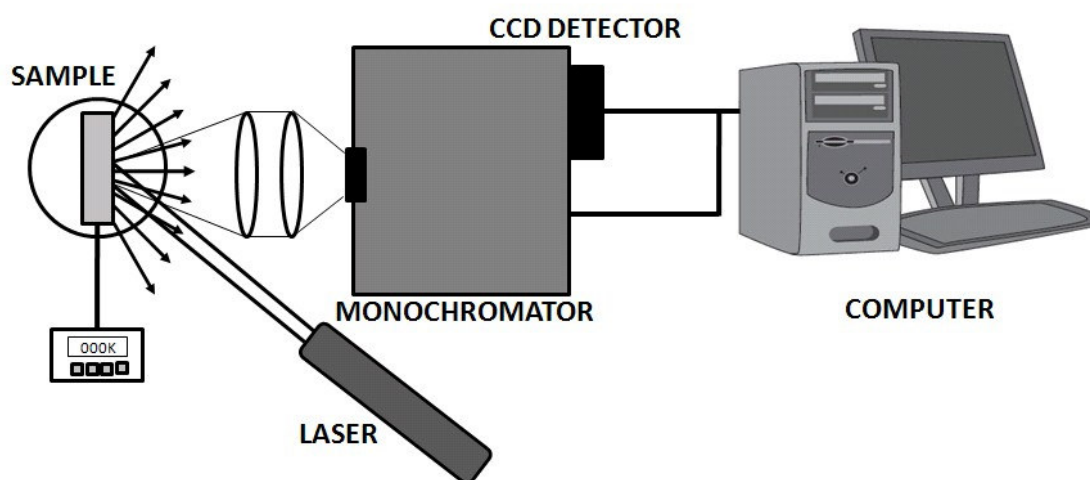 CCD DETECTOR
SAMPLE
MONOCHROMATOR
COMPUTER
000K
LASER